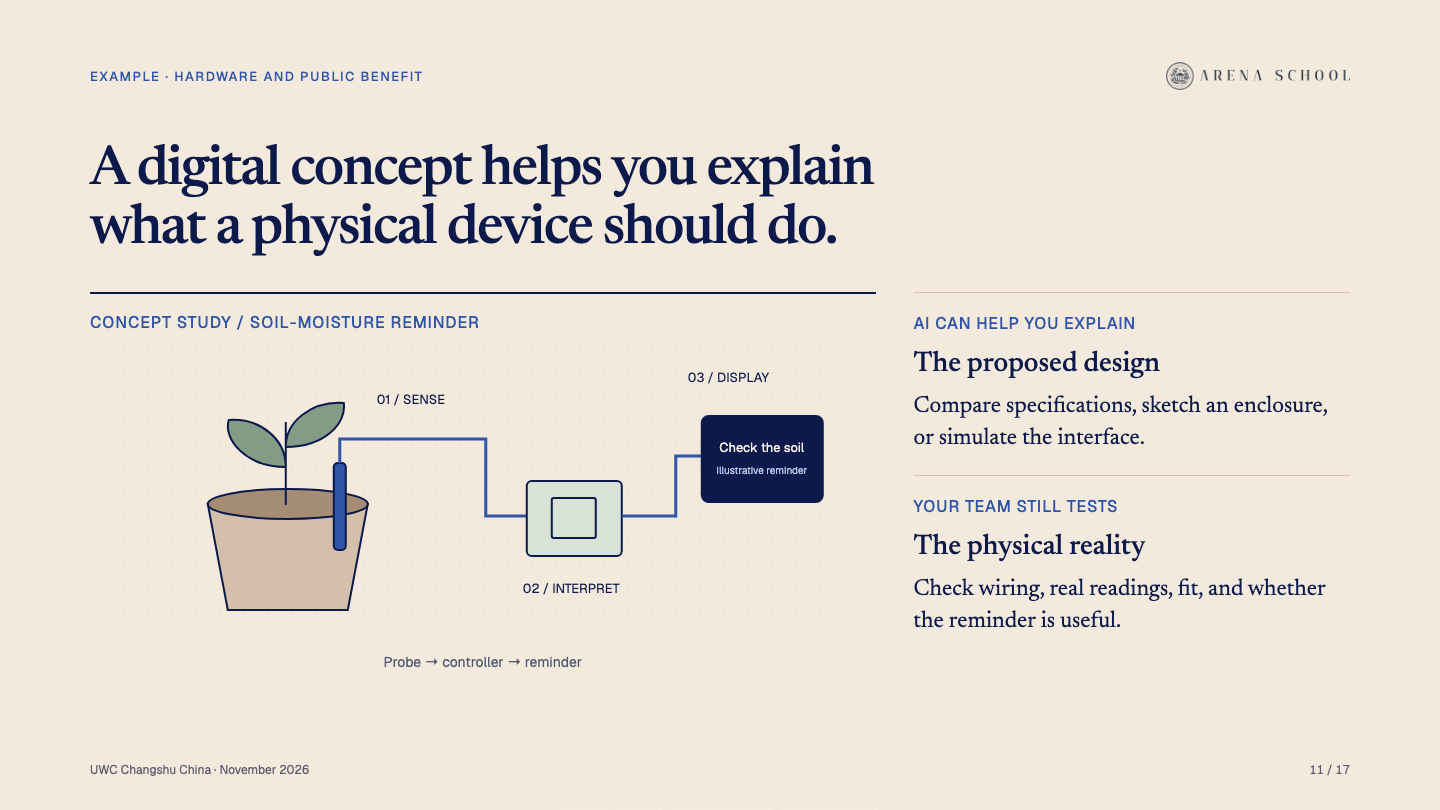 EXAMPLE · HARDWARE AND PUBLIC BENEFIT
ARENA SCHOOL
A digital concept helps you explain
what a physical device should do.
CONCEPT STUDY / SOIL-MOISTURE REMINDER
01 / SENSE
03 / DISPLAY
Check the soil
Illustrative reminder
02 / INTERPRET
Probe → controller → reminder
AI CAN HELP YOU EXPLAIN
The proposed design
Compare specifications, sketch an enclosure,
or simulate the interface.
YOUR TEAM STILL TESTS
The physical reality
Check wiring, real readings, fit, and whether
the reminder is useful.
UWC Changshu China · November 2026
11 / 17